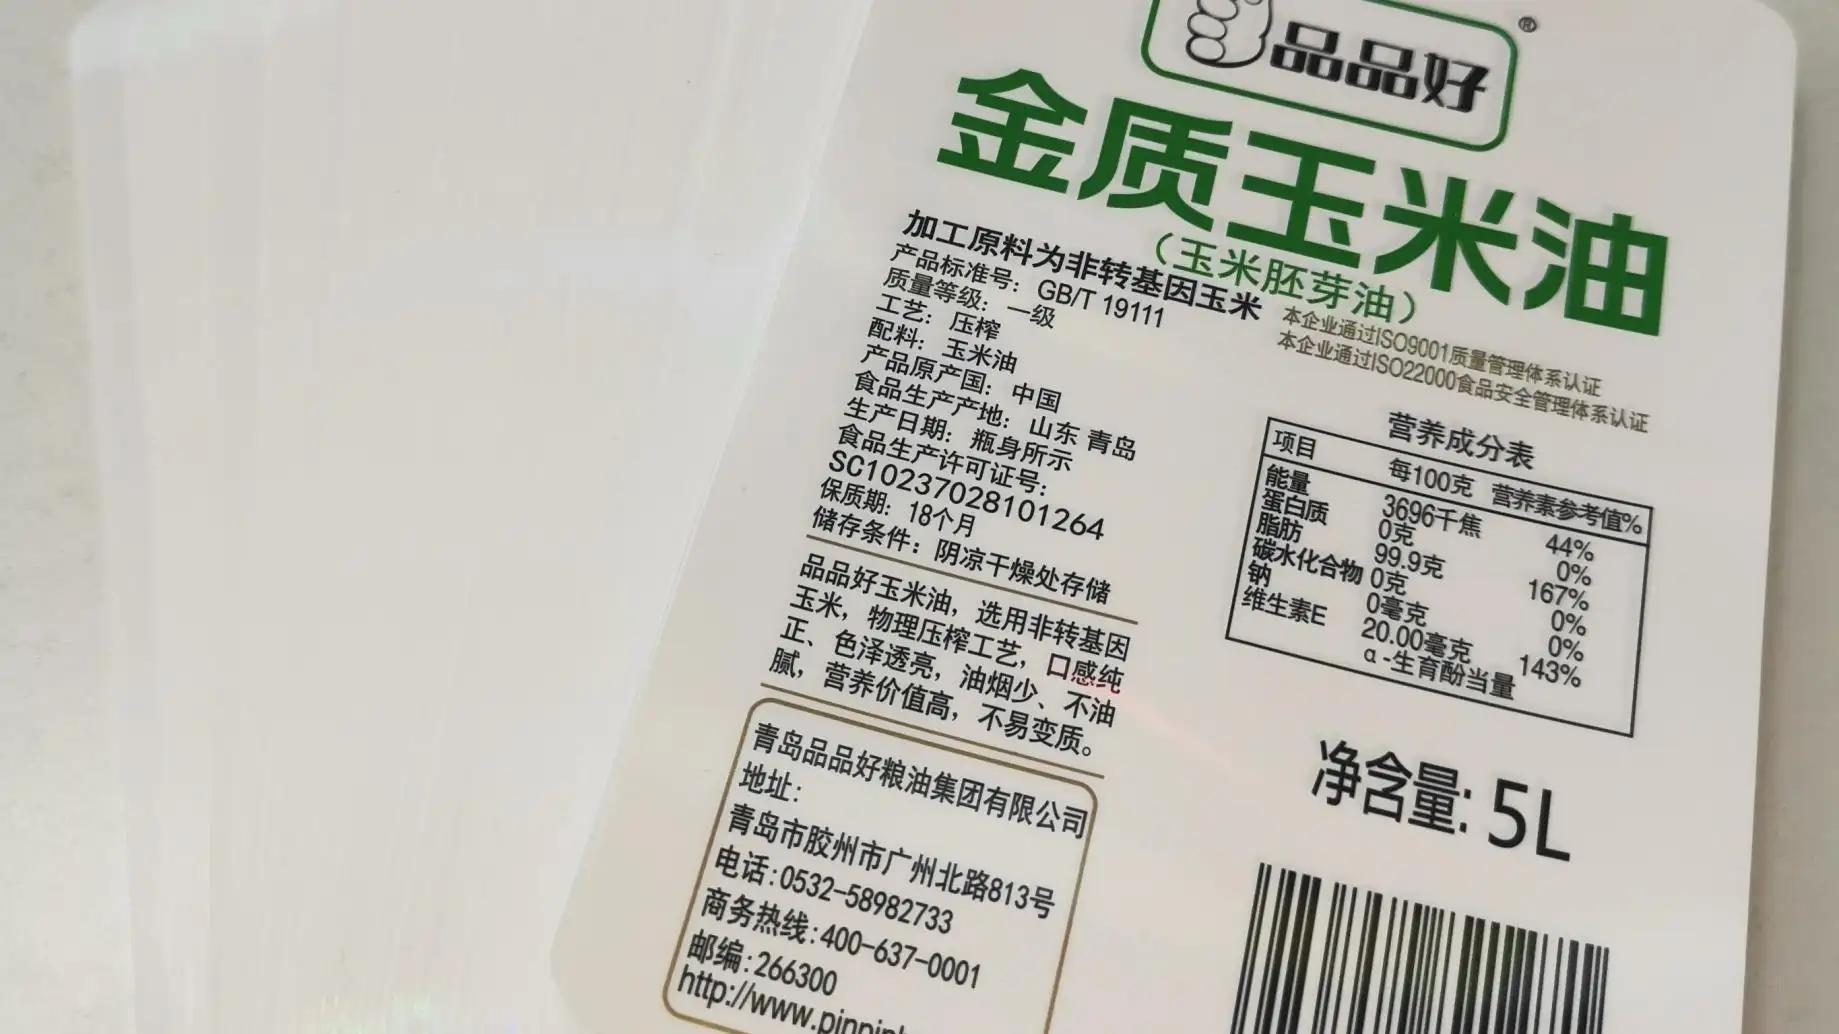 品品好®
金质玉米油
（玉米胚芽油）
加工原料为非转基因玉米
产品标准号：GB/T 19111
质量等级：一级
工艺：压榨
配料：玉米油
产品原产国：中国
食品生产产地：山东 青岛
生产日期：瓶身所示
食品生产许可证号：
SC10237028101264
保质期：18个月
储存条件：阴凉干燥处存储
本企业通过ISO9001质量管理体系认证
本企业通过ISO22000食品安全管理体系认证
营养成分表
项目 每100克 营养素参考值%
能量 3696千焦 44%
蛋白质 0克 0%
脂肪 99.9克 167%
碳水化合物 0克 0%
钠 0毫克 0%
维生素E 20.00毫克 143%
α-生育酚当量
品品好玉米油，选用非转基因
玉米，物理压榨工艺，口感纯
正、色泽透亮，油烟少、不油
腻，营养价值高，不易变质。
青岛品品好粮油集团有限公司
地址：
青岛市胶州市广州北路813号
电话:0532-58982733
商务热线:400-637-0001
邮编:266300
净含量:5L